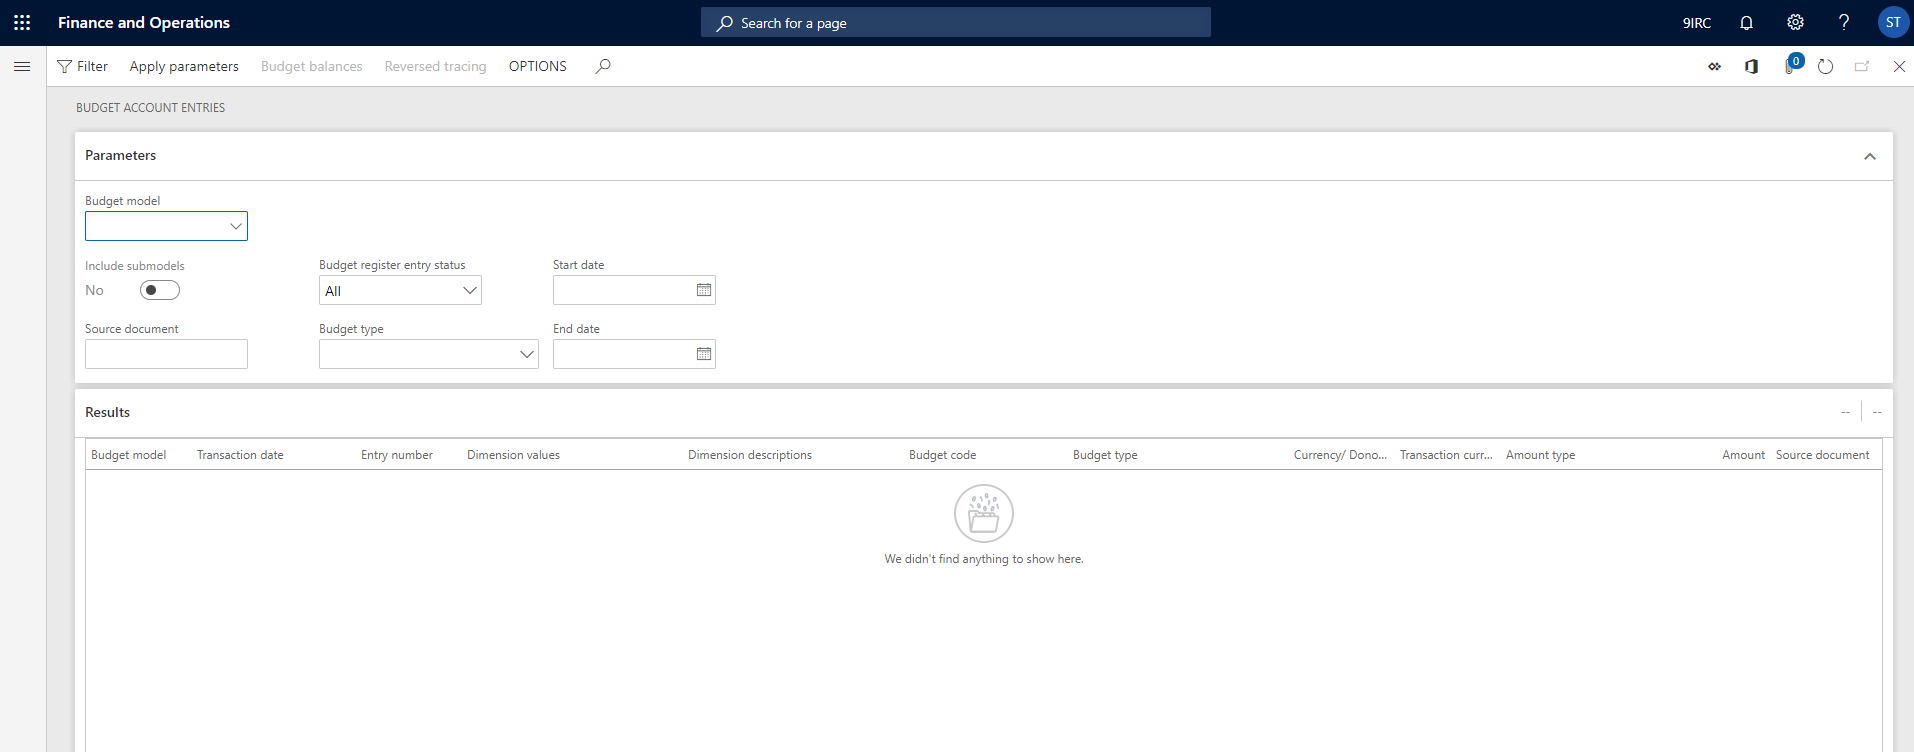 Finance and Operations
Search for a page
9IRC
?
ST
Filter
Apply parameters
Budget balances
Reversed tracing
OPTIONS
0
BUDGET ACCOUNT ENTRIES
Parameters
Budget model
Include submodels
Budget register entry status
Start date
No
All
Source document
Budget type
End date
Results
--
--
Budget model
Transaction date
Entry number
Dimension values
Dimension descriptions
Budget code
Budget type
Currency/ Dono...
Transaction curr...
Amount type
Amount
Source document
We didn't find anything to show here.